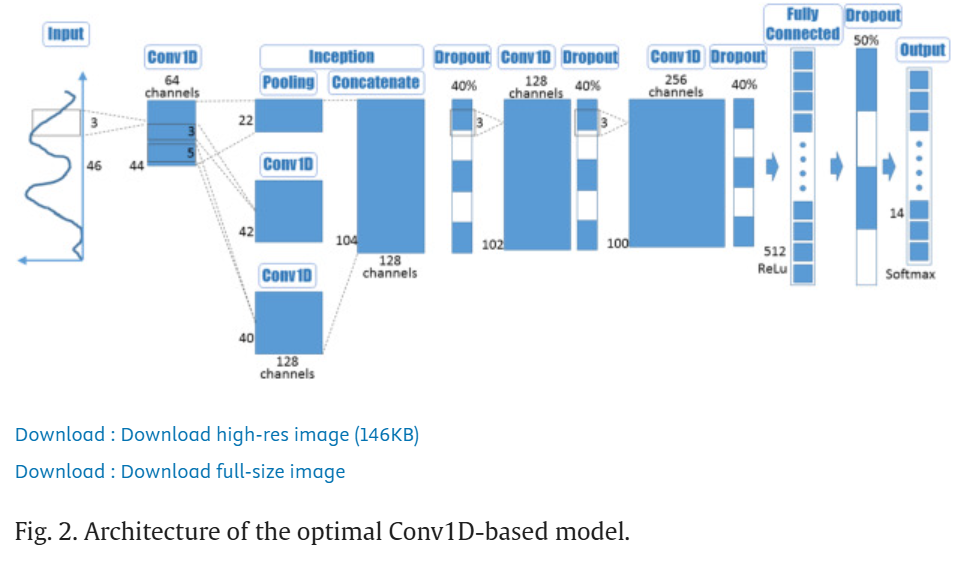 Input
Conv1D
64
channels
3
46
44
3
5
Inception
Pooling
Concatenate
22
Conv1D
42
Conv1D
40
128
channels
104
128
channels
Dropout
40%
3
Conv1D
128
channels
102
Dropout
40%
3
Conv1D
256
channels
100
Dropout
40%
Fully
Connected
512
ReLu
Dropout
50%
Output
14
Softmax
Download : Download high-res image (146KB)
Download : Download full-size image
Fig. 2. Architecture of the optimal Conv1D-based model.